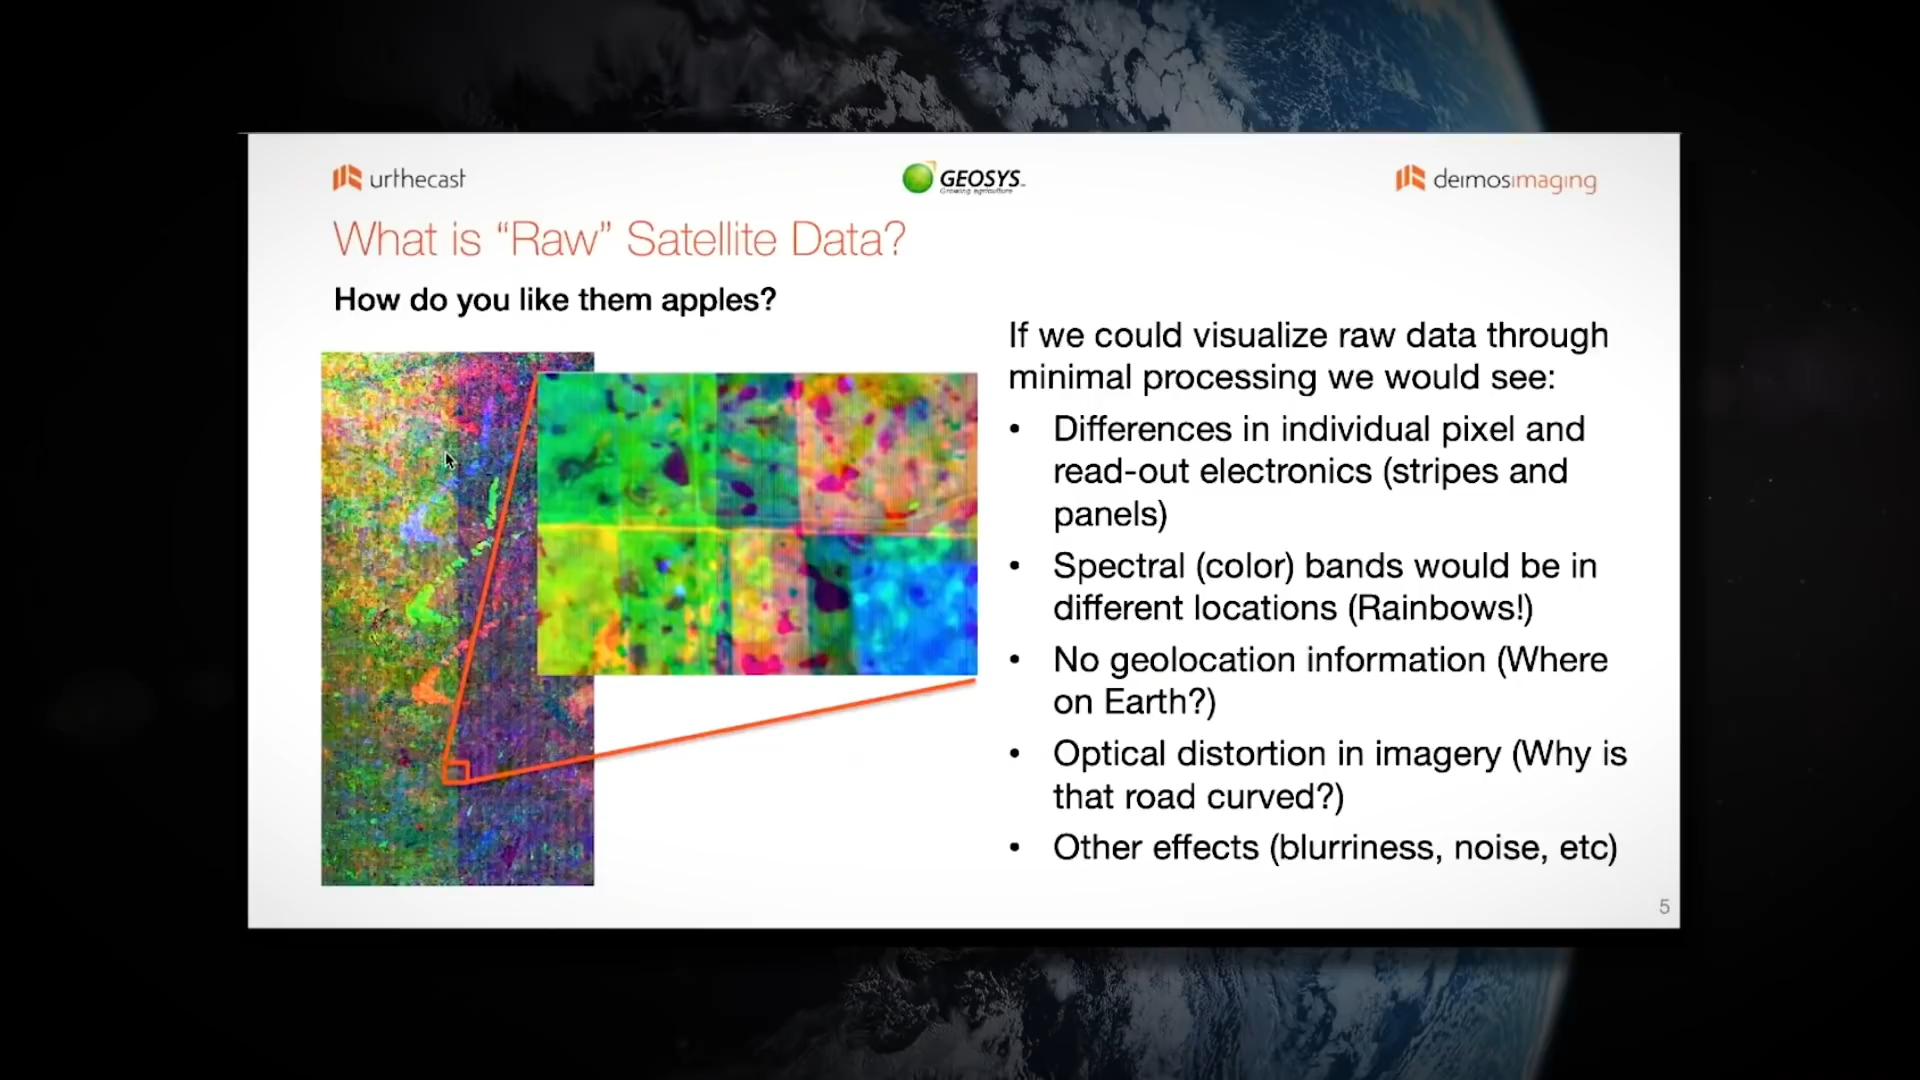 urthecast
GEOSYS
Growing agriculture
deimosimaging
What is “Raw” Satellite Data?
How do you like them apples?
If we could visualize raw data through
minimal processing we would see:
• Differences in individual pixel and
read-out electronics (stripes and
panels)
• Spectral (color) bands would be in
different locations (Rainbows!)
• No geolocation information (Where
on Earth?)
• Optical distortion in imagery (Why is
that road curved?)
• Other effects (blurriness, noise, etc)
5